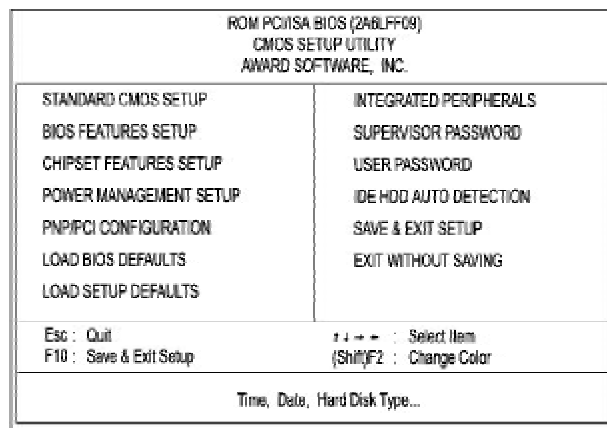 ROM PCI/ISA BIOS (2A6LFF09)
CMOS SETUP UTILITY
AWARD SOFTWARE, INC.
STANDARD CMOS SETUP
BIOS FEATURES SETUP
CHIPSET FEATURES SETUP
POWER MANAGEMENT SETUP
PNP/PCI CONFIGURATION
LOAD BIOS DEFAULTS
LOAD SETUP DEFAULTS
INTEGRATED PERIPHERALS
SUPERVISOR PASSWORD
USER PASSWORD
IDE HDD AUTO DETECTION
SAVE & EXIT SETUP
EXIT WITHOUT SAVING
Esc : Quit
F10 : Save & Exit Setup
↑ ↓ → ← : Select Item
(Shift)F2 : Change Color
Time, Date, Hard Disk Type...